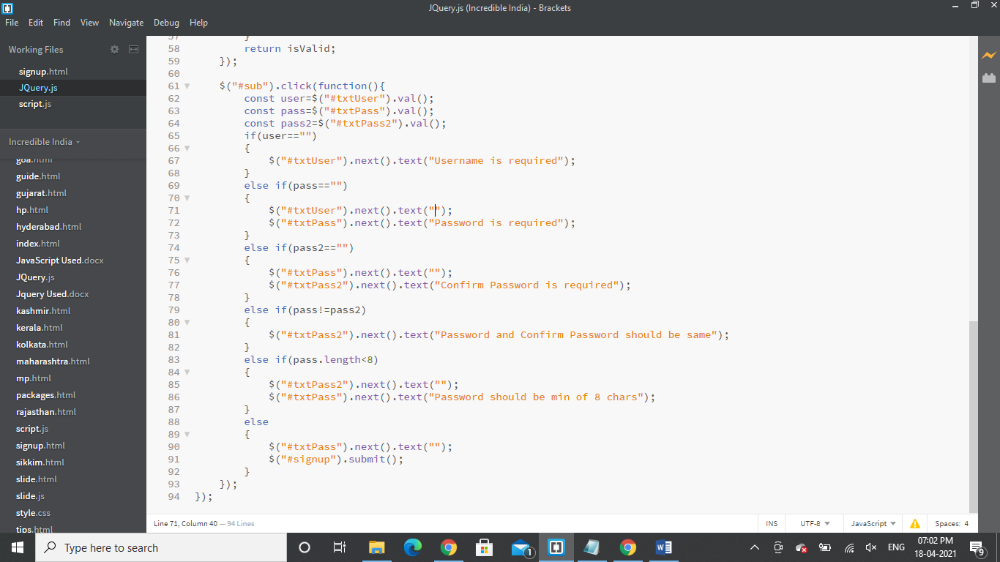 JQuery.js (Incredible India) - Brackets
File Edit Find View Navigate Debug Help
Working Files
signup.html
JQuery.js
script.js
Incredible India
goa.html
guide.html
gujarat.html
hp.html
hyderabad.html
index.html
JavaScript Used.docx
JQuery.js
Jquery Used.docx
kashmir.html
kerala.html
kolkata.html
maharashtra.html
mp.html
packages.html
rajasthan.html
script.js
signup.html
sikkim.html
slide.html
slide.js
style.css
tips.html
57 }
58 return isValid;
59 });
60
61 $("#sub").click(function(){
62 const user=$("#txtUser").val();
63 const pass=$("#txtPass").val();
64 const pass2=$("#txtPass2").val();
65 if(user=="")
66 {
67 $("#txtUser").next().text("Username is required");
68 }
69 else if(pass=="")
70 {
71 $("#txtUser").next().text("");
72 $("#txtPass").next().text("Password is required");
73 }
74 else if(pass2=="")
75 {
76 $("#txtPass").next().text("");
77 $("#txtPass2").next().text("Confirm Password is required");
78 }
79 else if(pass!=pass2)
80 {
81 $("#txtPass2").next().text("Password and Confirm Password should be same");
82 }
83 else if(pass.length<8)
84 {
85 $("#txtPass2").next().text("");
86 $("#txtPass").next().text("Password should be min of 8 chars");
87 }
88 else
89 {
90 $("#txtPass").next().text("");
91 $("#signup").submit();
92 }
93 });
94 });
Line 71, Column 40 — 94 Lines
INS UTF-8 JavaScript Spaces: 4
Type here to search
1
ENG
07:02 PM
18-04-2021
9